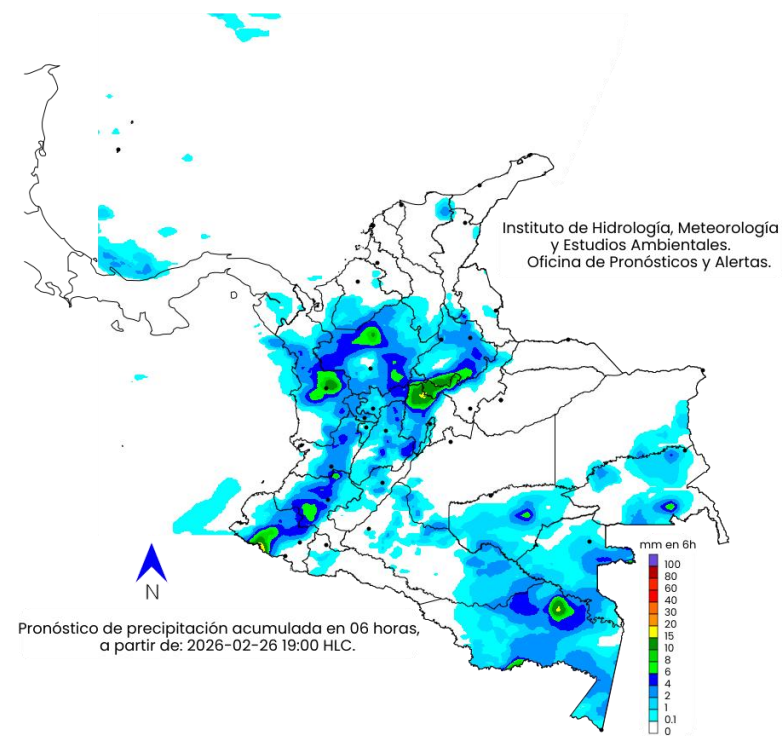 Instituto de Hidrología, Meteorología
y Estudios Ambientales.
Oficina de Pronósticos y Alertas.
N
Pronóstico de precipitación acumulada en 06 horas,
a partir de: 2026-02-26 19:00 HLC.
mm en 6h
100
80
60
40
30
20
15
10
8
6
4
2
1
0.1
0